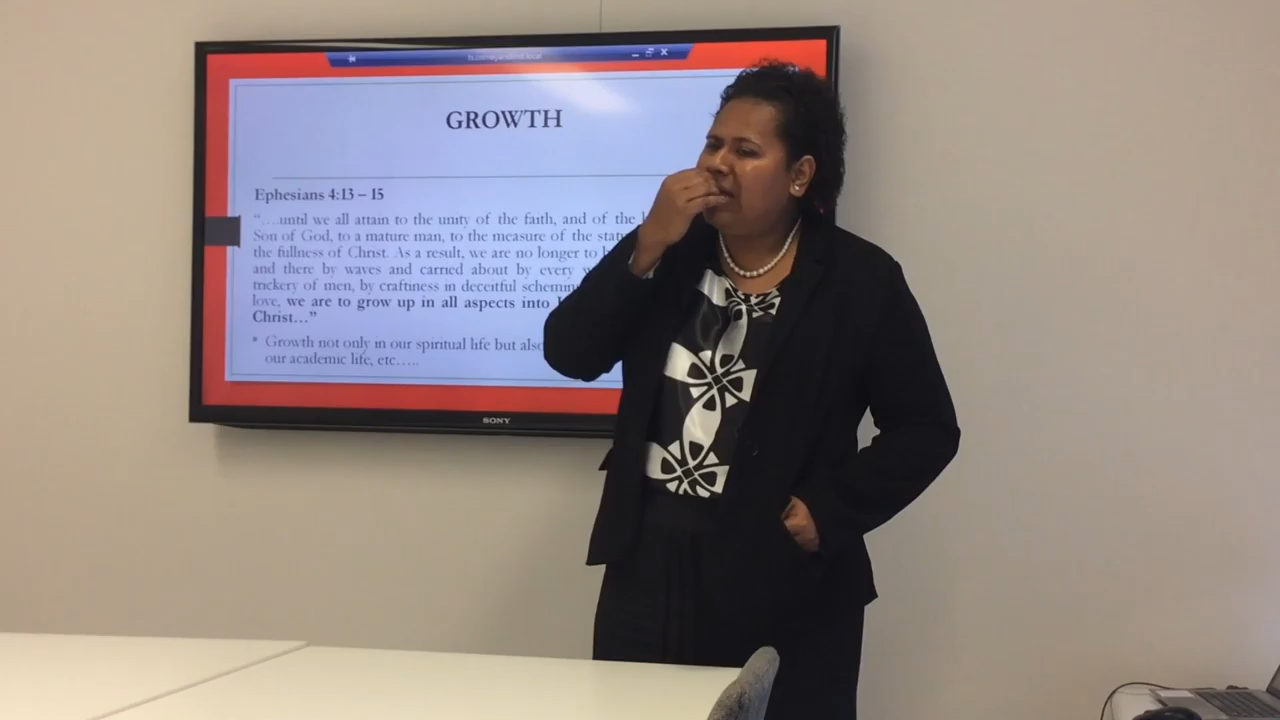 GROWTH
Ephesians 4:13 – 15
"….until we all attain to the unity of the faith, and of the
Son of God, to a mature man, to the measure of the
the fullness of Christ. As a result, we are no longer to
and there by waves and carried about by every
trickery of men, by craftiness in deceitful
love, we are to grow up in all aspects into
Christ…"
* Growth not only in our spiritual life but also
our academic life, etc…..
SONY